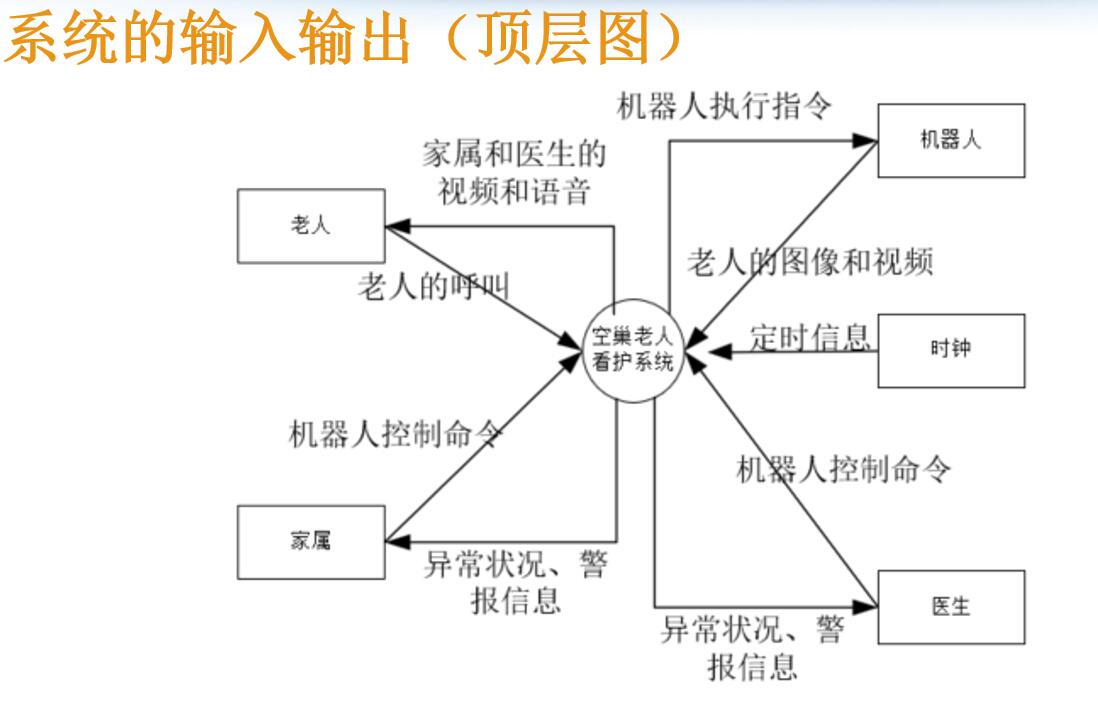 系统的输入输出（顶层图）
机器人执行指令
机器人
家属和医生的
视频和语音
老人
老人的呼叫
老人的图像和视频
空巢老人
看护系统
定时信息
时钟
机器人控制命令
机器人控制命令
家属
异常状况、警
报信息
医生
异常状况、警
报信息